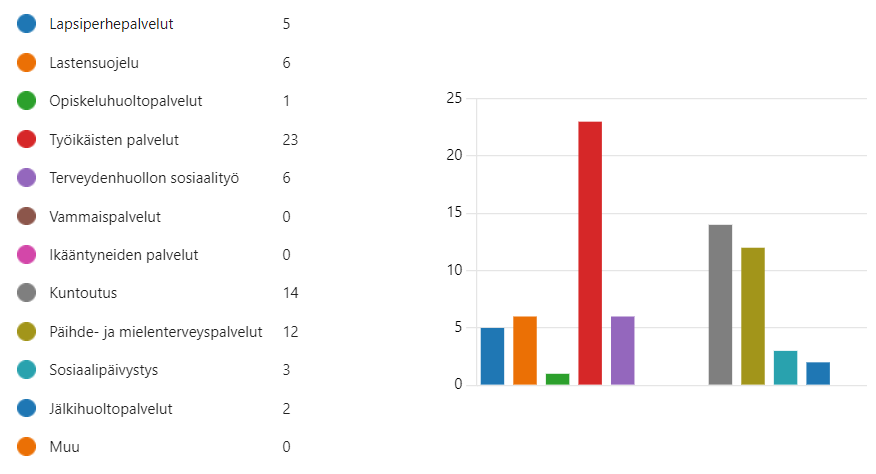 Lapsiperhepalvelut 5
Lastensuojelu 6
Opiskeluhuoltopalvelut 1
Työikäisten palvelut 23
Terveydenhuollon sosiaalityö 6
Vammaispalvelut 0
Ikääntyneiden palvelut 0
Kuntoutus 14
Päihde- ja mielenterveyspalvelut 12
Sosiaalipäivystys 3
Jälkihuoltopalvelut 2
Muu 0
25
20
15
10
5
0